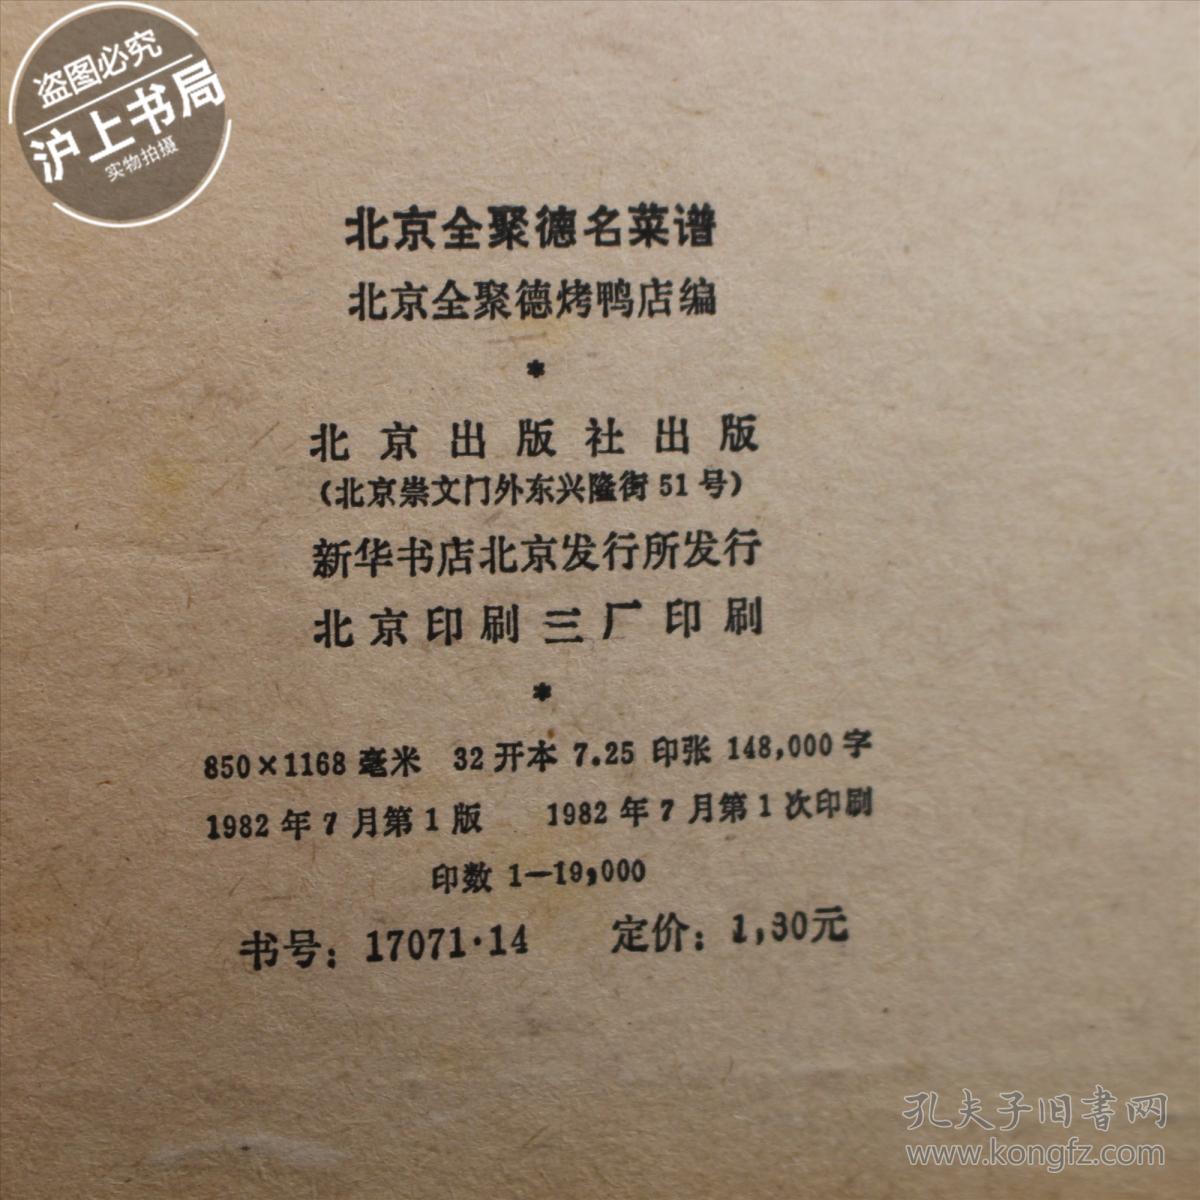 盗图必究
沪上书局
实物拍摄
北京全聚德名菜谱
北京全聚德烤鸭店编
*
北京出版社出版
（北京崇文门外东兴隆街51号）
新华书店北京发行所发行
北京印刷三厂印刷
*
850×1168毫米 32开本 7.25印张 148,000字
1982年7月第1版 1982年7月第1次印刷
印数 1—19,000
书号：17071·14 定价：1,30元
孔夫子旧书网
www.kongfz.com